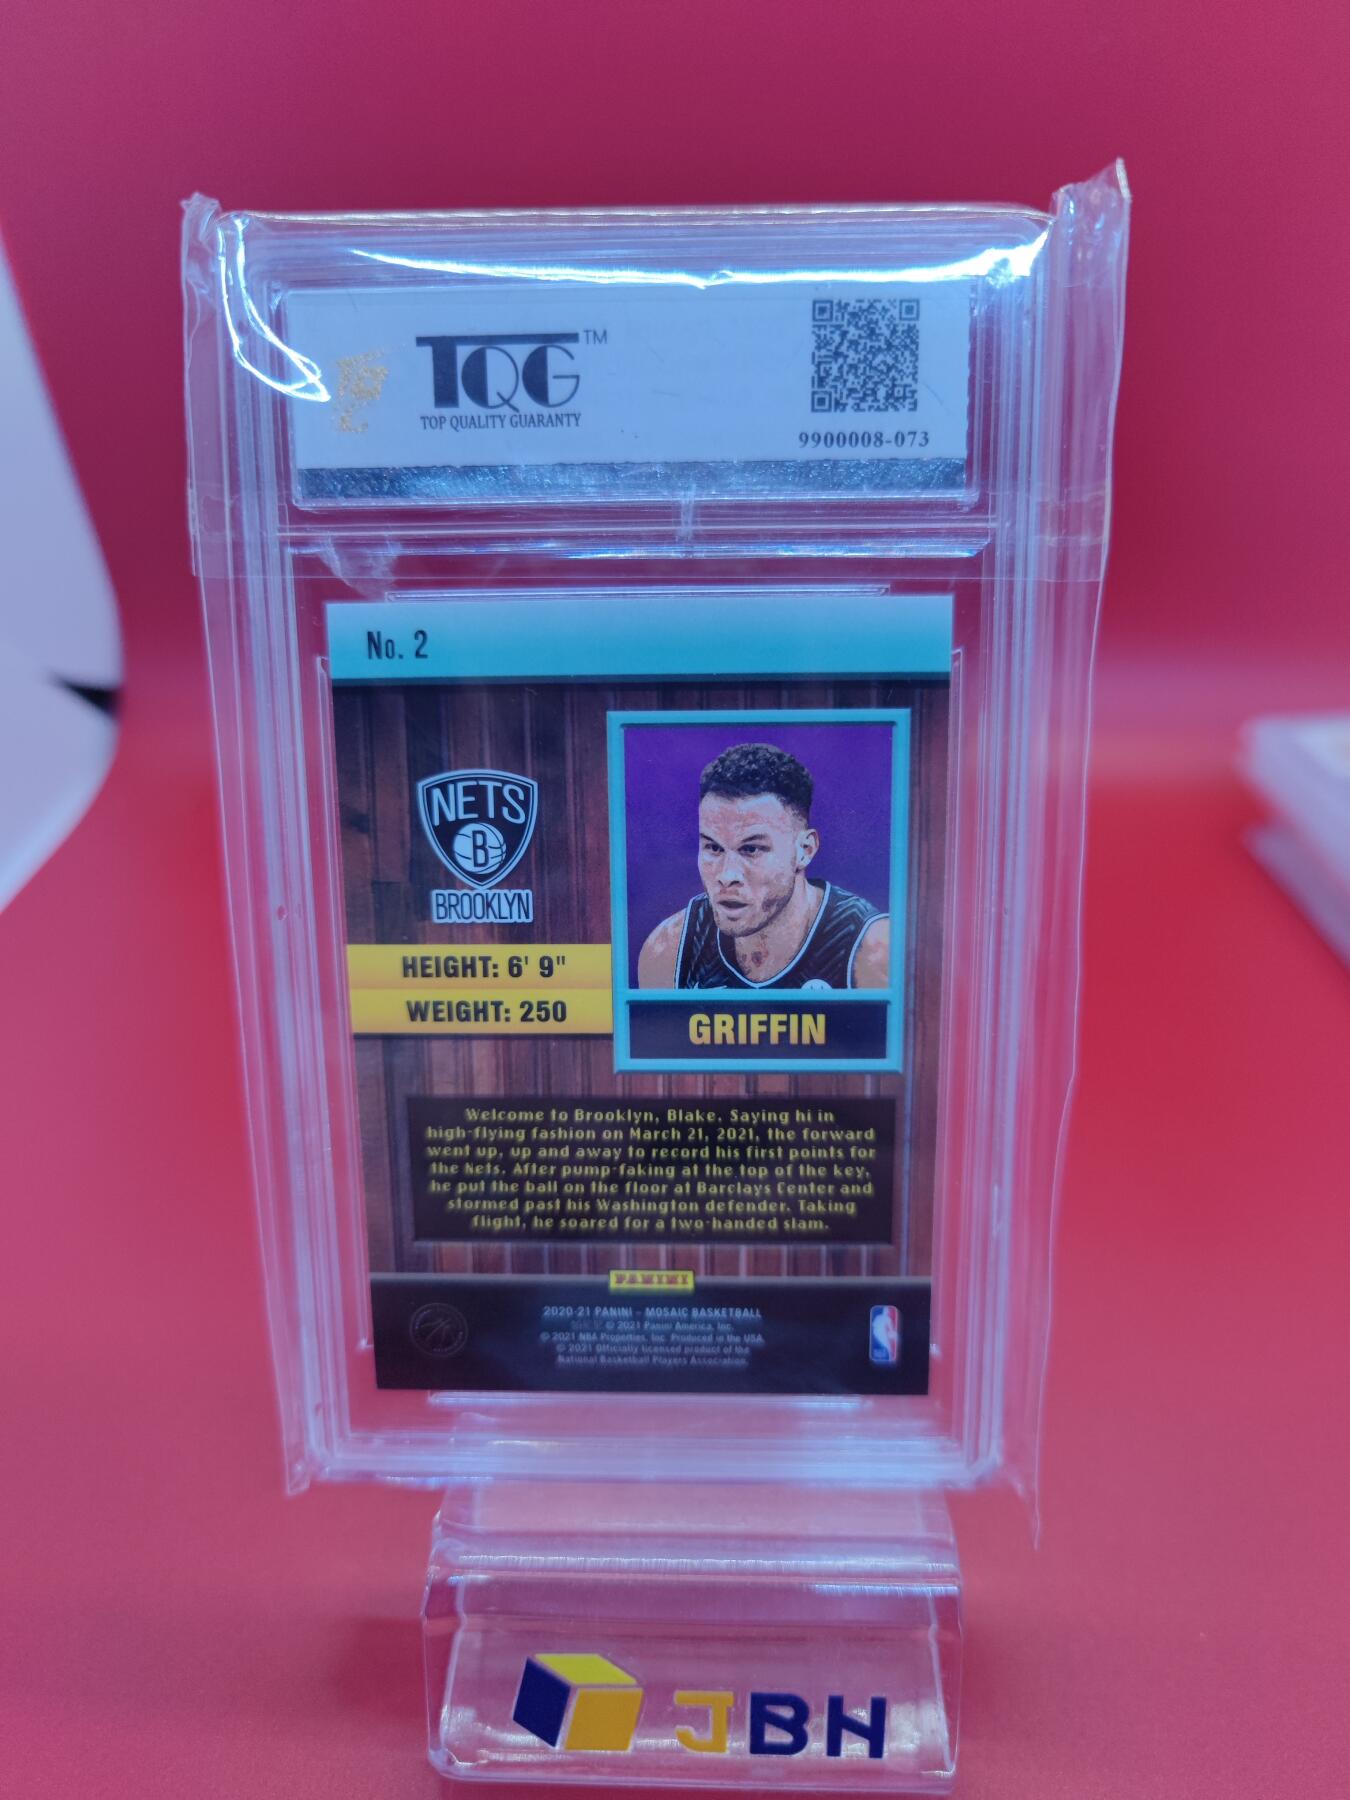 TQG™
TOP QUALITY GUARANTY
9900008-073
No. 2
NETS
B
BROOKLYN
HEIGHT: 6' 9"
WEIGHT: 250
GRIFFIN
Welcome to Brooklyn, Blake. Saying hi in
high-flying fashion on March 21, 2021, the forward
went up, up and away to record his first points for
the Nets. After pump-faking at the top of the key,
he put the ball on the floor at Barclays Center and
stormed past his Washington defender. Taking
flight, he soared for a two-handed slam.
PANINI
2020-21 PANINI – MOSAIC BASKETBALL
© 2021 Panini America, Inc.
© 2021 NBA Properties, Inc. Produced in the USA.
© 2021 Officially licensed product of the
National Basketball Players Association.
JBH